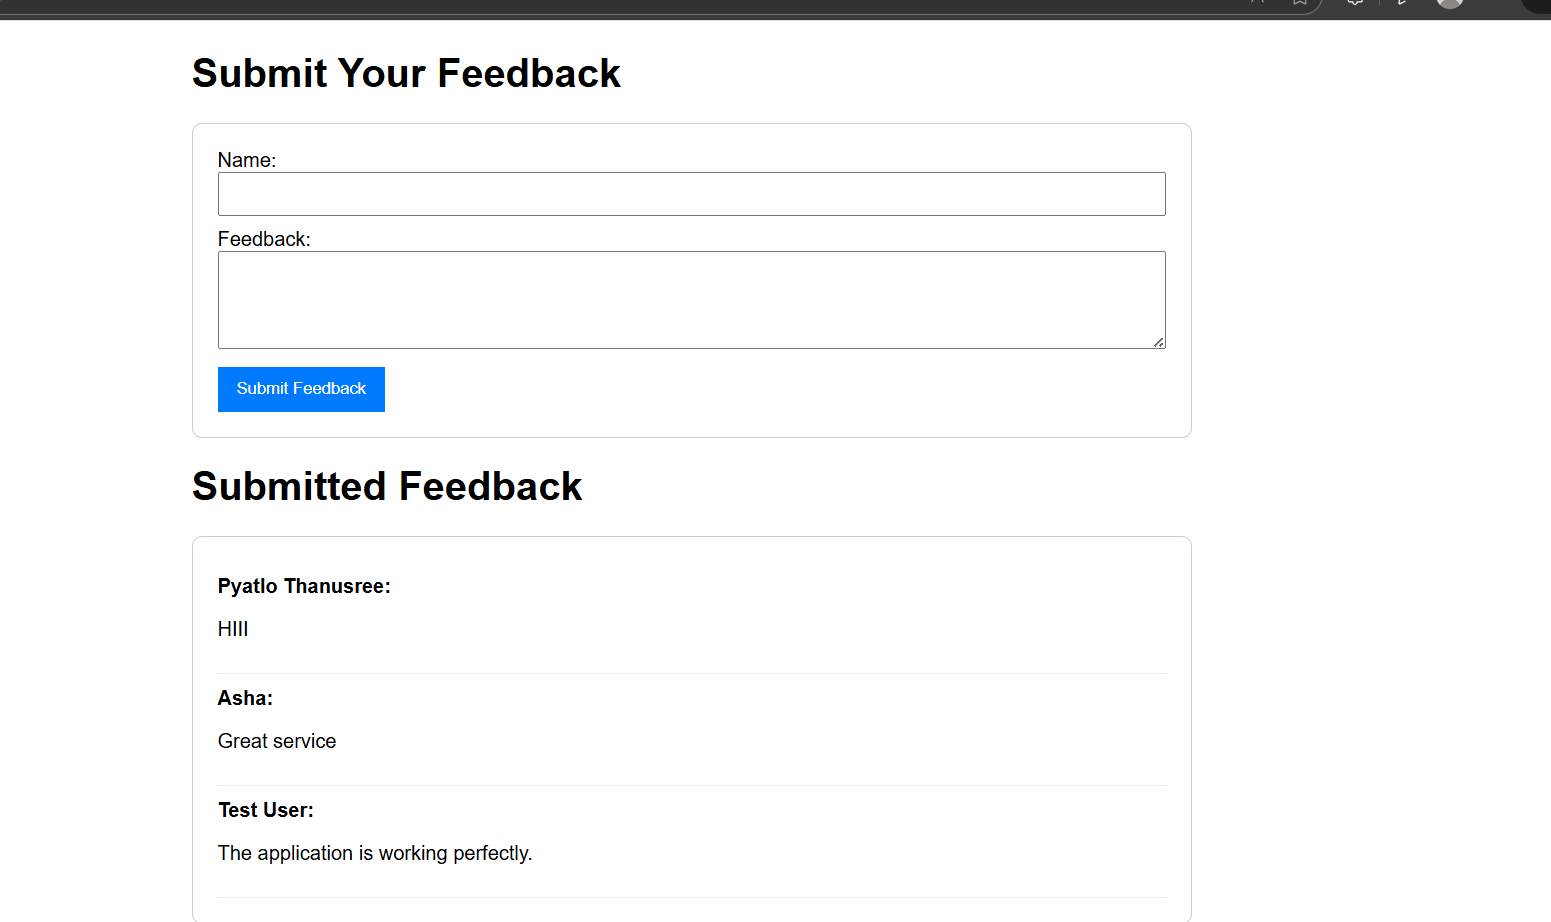 Submit Your Feedback
Name:
Feedback:
Submit Feedback
Submitted Feedback
Pyatlo Thanusree:
HIII
Asha:
Great service
Test User:
The application is working perfectly.